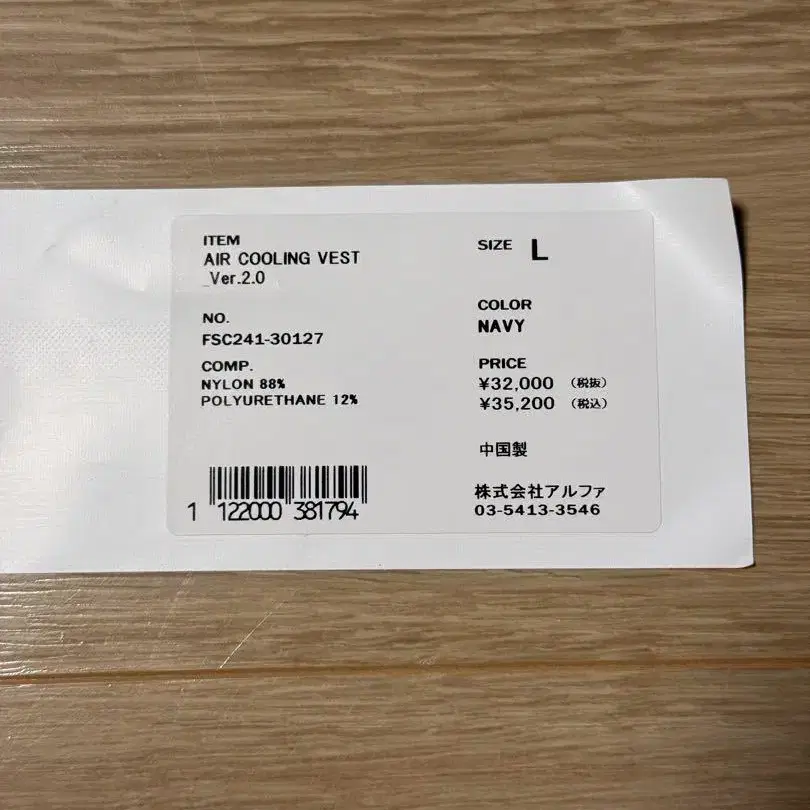 ITEM
AIR COOLING VEST
_Ver.2.0
NO.
FSC241-30127
COMP.
NYLON 88%
POLYURETHANE 12%
1 122000 381794
SIZE L
COLOR
NAVY
PRICE
¥32,000 (税抜)
¥35,200 (税込)
中国製
株式会社アルファ
03-5413-3546